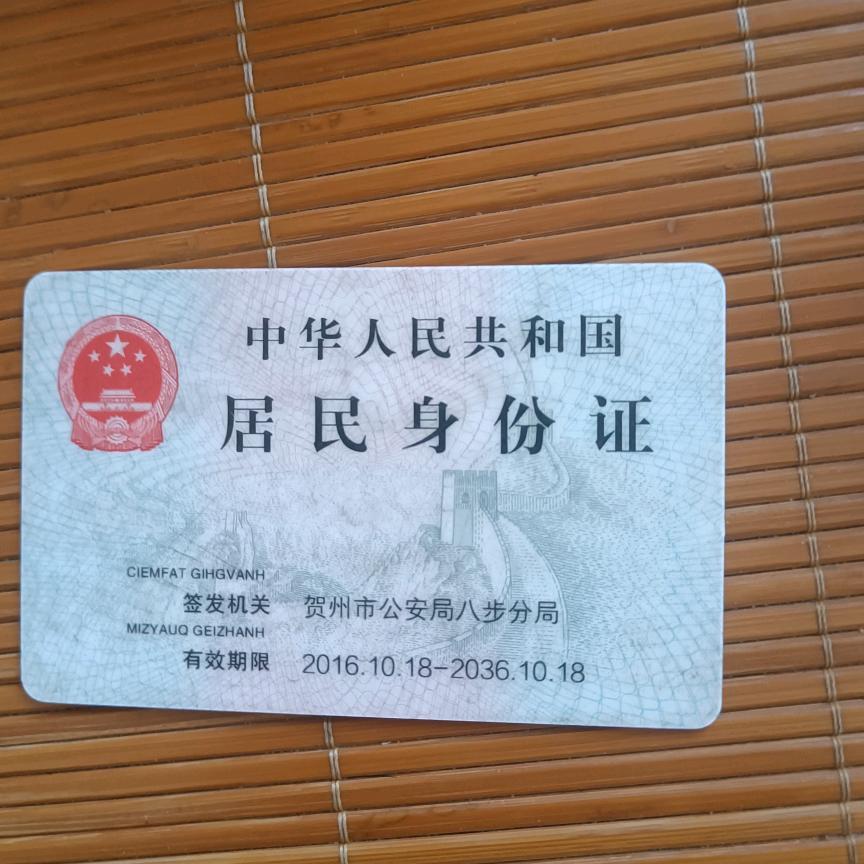 中华人民共和国
居民身份证
CIEMFAT GIHGVANH
签发机关 贺州市公安局八步分局
MIZYAUQ GEIZHANH
有效期限 2016.10.18-2036.10.18